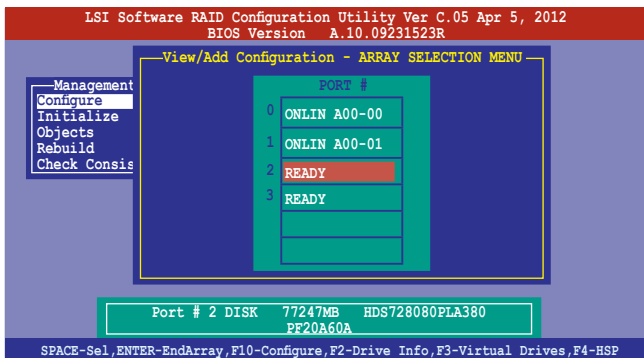 LSI Software RAID Configuration Utility Ver C.05 Apr 5, 2012
BIOS Version A.10.09231523R
View/Add Configuration - ARRAY SELECTION MENU
Management
Configure
Initialize
Objects
Rebuild
Check Consis
PORT #
0 ONLIN A00-00
1 ONLIN A00-01
2 READY
3 READY
Port # 2 DISK 77247MB HDS728080PLA380
PF20A60A
SPACE-Sel,ENTER-EndArray,F10-Configure,F2-Drive Info,F3-Virtual Drives,F4-HSP